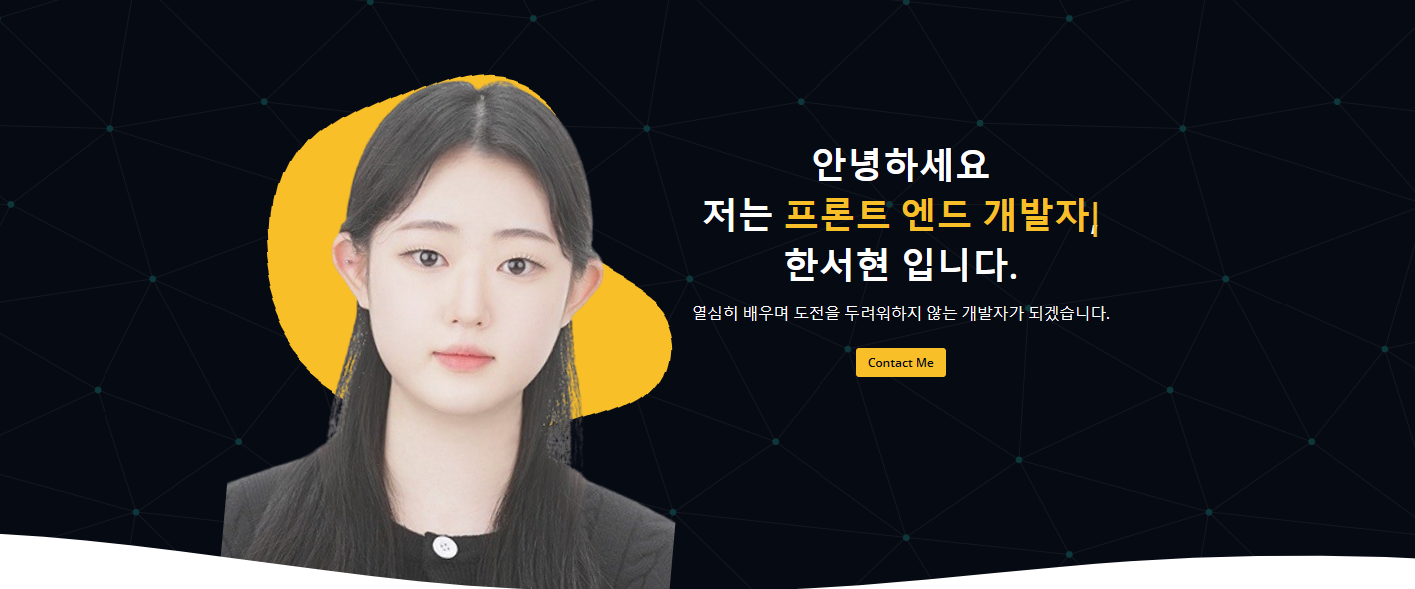 안녕하세요
저는 프론트 엔드 개발자|
한서현 입니다.
열심히 배우며 도전을 두려워하지 않는 개발자가 되겠습니다.
Contact Me